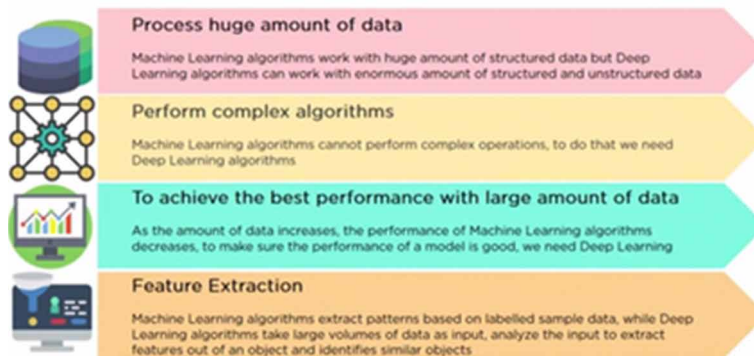 Process huge amount of data
Machine Learning algorithms work with huge amount of structured data but Deep
Learning algorithms can work with enormous amount of structured and unstructured data
Perform complex algorithms
Machine Learning algorithms cannot perform complex operations, to do that we need
Deep Learning algorithms
To achieve the best performance with large amount of data
As the amount of data increases, the performance of Machine Learning algorithms
decreases, to make sure the performance of a model is good, we need Deep Learning
Feature Extraction
Machine Learning algorithms extract patterns based on labelled sample data, while Deep
Learning algorithms take large volumes of data as input, analyze the input to extract
features out of an object and identifies similar objects